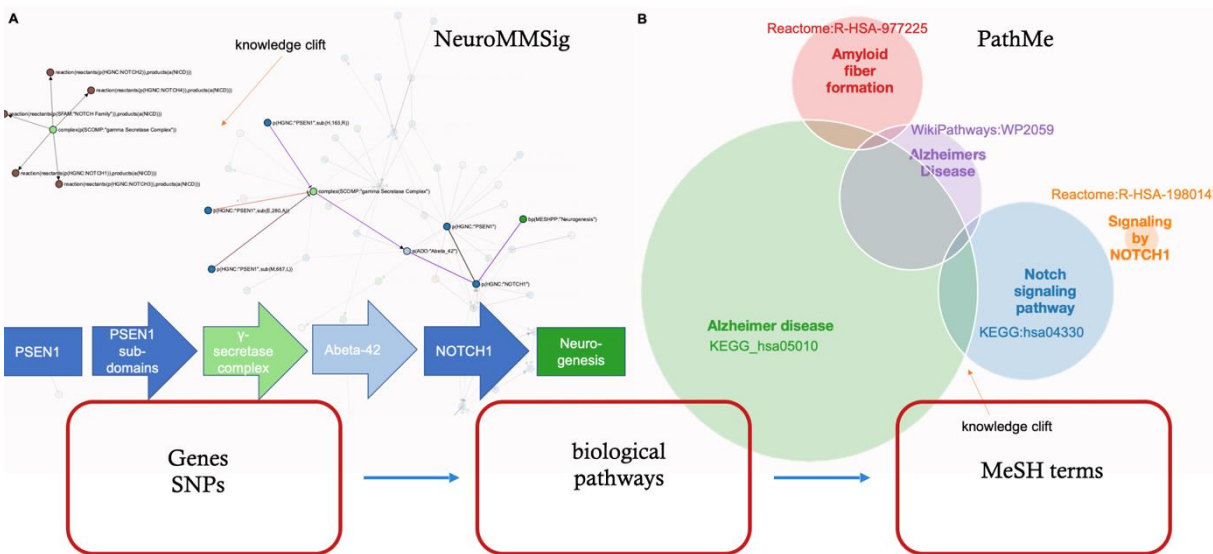 A
NeuroMMSig
knowledge clift
reaction(reactants(p(HGNC:NOTCH2)),products(a(NICD)))
reaction(reactants(p(HGNC:NOTCH4)),products(a(NICD)))
reaction(reactants(p(SFAM:"NOTCH Family")),products(a(NICD)))
complex(p(SCOMP:"gamma Secretase Complex"))
reaction(reactants(p(HGNC:NOTCH1)),products(a(NICD)))
reaction(reactants(p(HGNC:NOTCH3)),products(a(NICD)))
p(HGNC:"PSEN1",sub(H,163,R))
complex(SCOMP:"gamma Secretase Complex")
p(HGNC:"PSEN1",sub(E,280,A))
p(HGNC:"PSEN1")
bp(MESHPP:"Neurogenesis")
p(ADO:"Abeta_42")
p(HGNC:"PSEN1",sub(M,667,L))
p(HGNC:"NOTCH1")
PSEN1
PSEN1
sub-
domains
γ-
secretase
complex
Abeta-42
NOTCH1
Neuro-
genesis
B
PathMe
Reactome:R-HSA-977225
Amyloid
fiber
formation
WikiPathways:WP2059
Alzheimers
Disease
Reactome:R-HSA-198014
Signaling
by
NOTCH1
Notch
signaling
pathway
KEGG:hsa04330
Alzheimer disease
KEGG_hsa05010
knowledge clift
Genes
SNPs
biological
pathways
MeSH terms